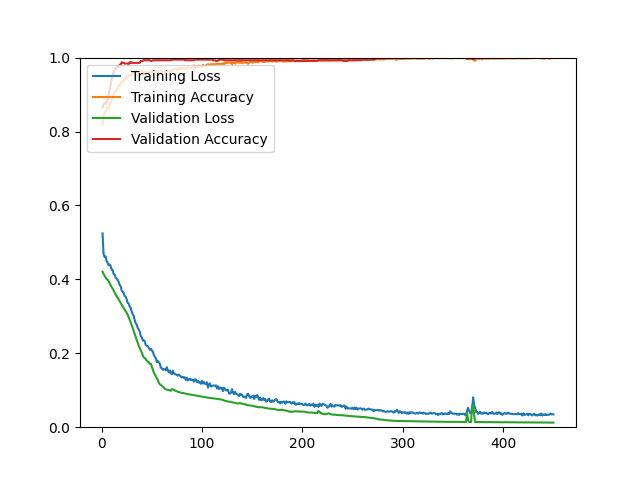 1.0
Training Loss
Training Accuracy
Validation Loss
Validation Accuracy
0.8
0.6
0.4
0.2
0.0
0 100 200 300 400